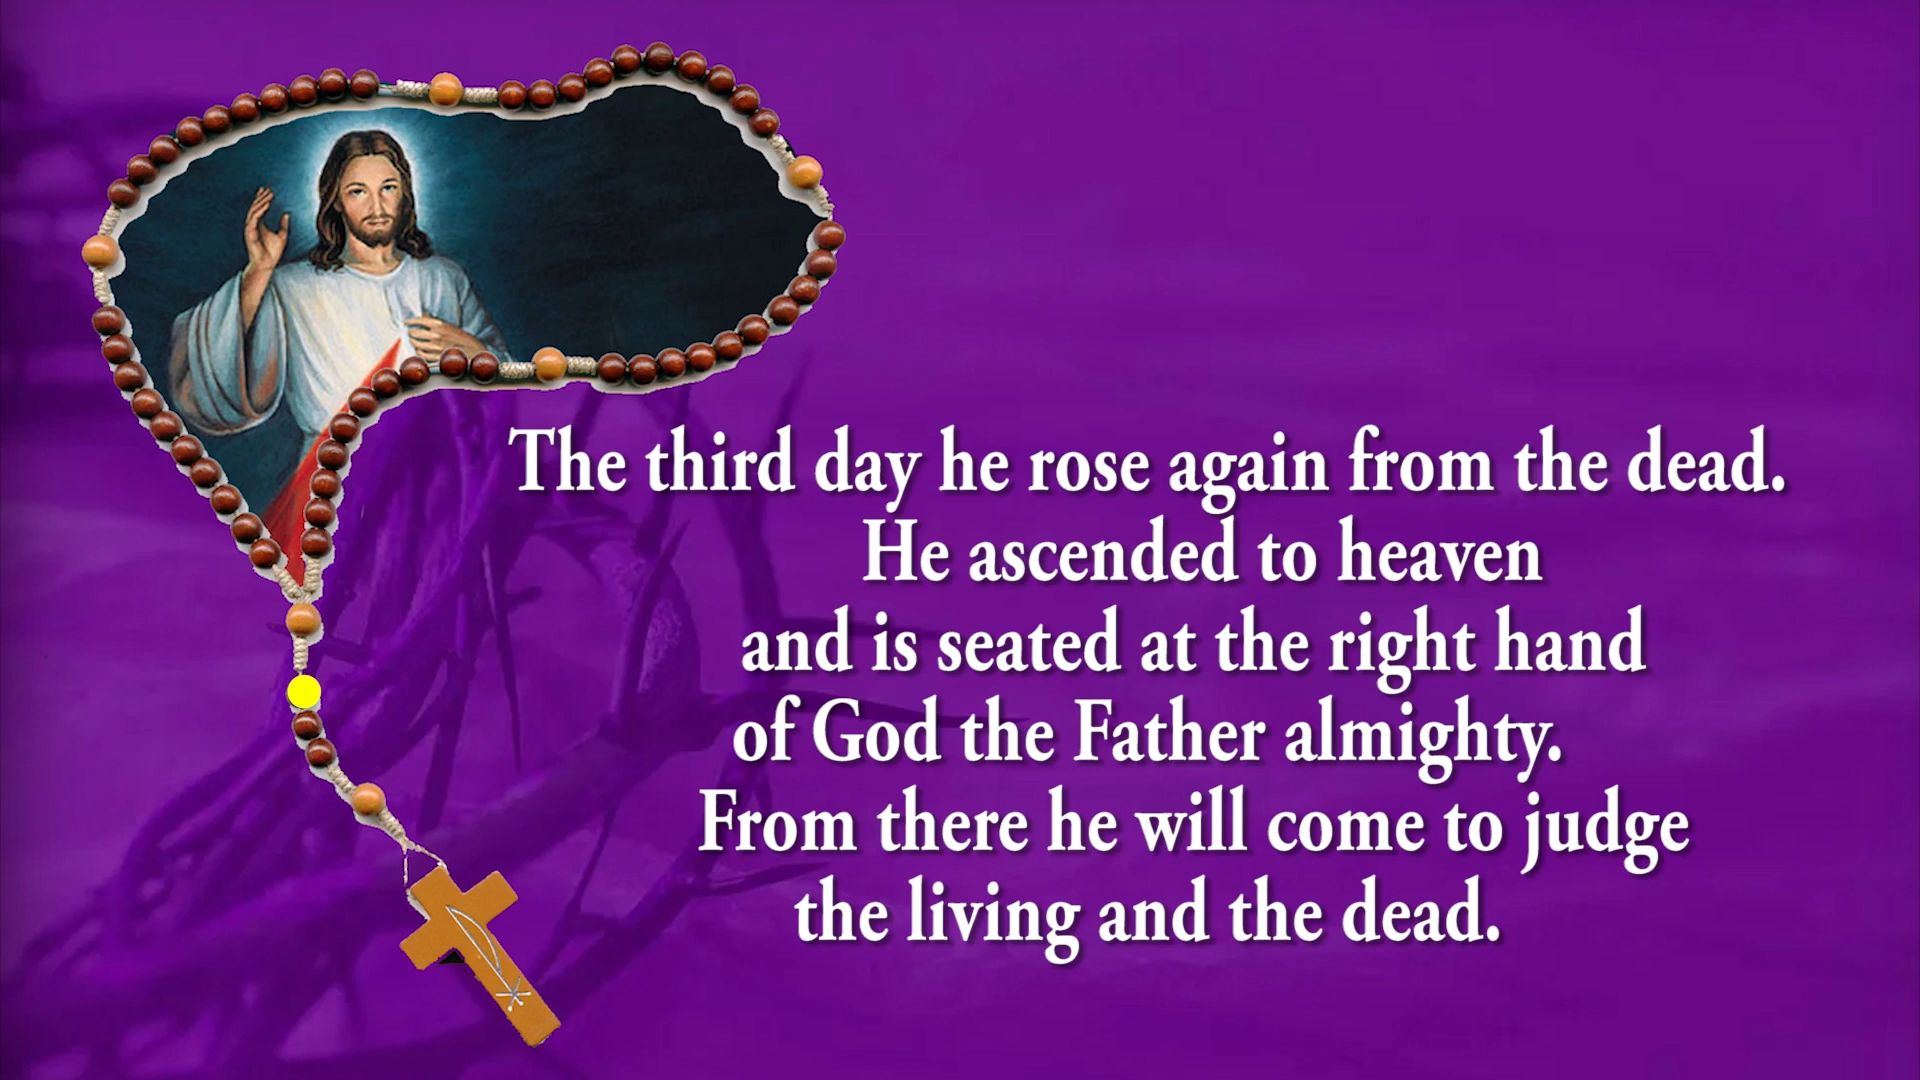 The third day he rose again from the dead.
He ascended to heaven
and is seated at the right hand
of God the Father almighty.
From there he will come to judge
the living and the dead.